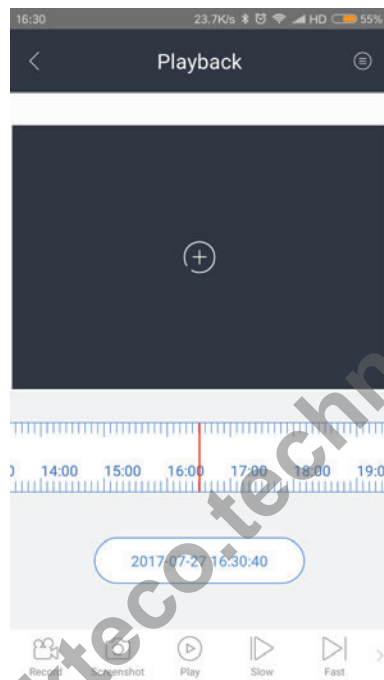 16:30 23.7K/s HD 55%
Playback
14:00 15:00 16:00 17:00 18:00 19:0
2017-07-27 16:30:40
Record Screenshot Play Slow Fast